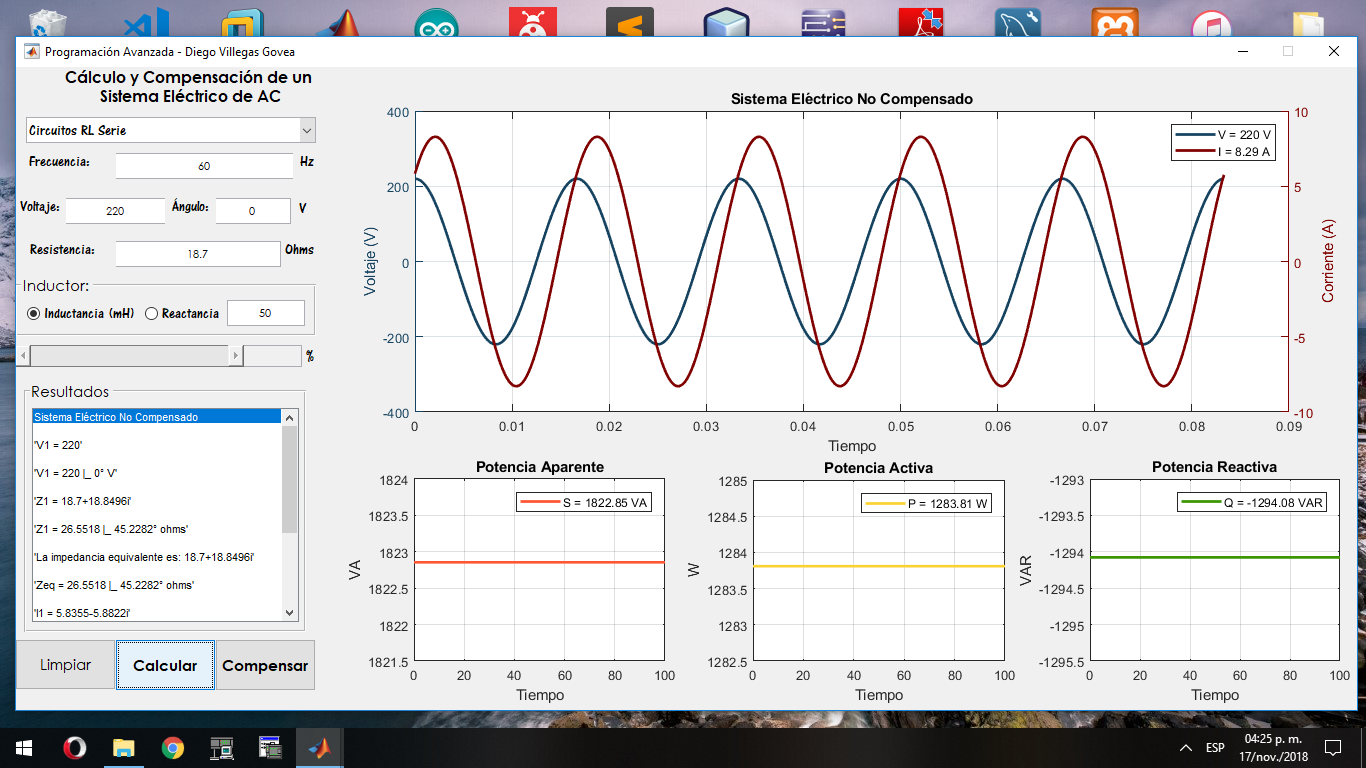 Programación Avanzada - Diego Villegas Govea
Cálculo y Compensación de un
Sistema Eléctrico de AC
Circuitos RL Serie
Frecuencia: 60 Hz
Voltaje: 220 Ángulo: 0 V
Resistencia: 18.7 Ohms
Inductor:
Inductancia (mH) Reactancia 50
%
Resultados
Sistema Eléctrico No Compensado
'V1 = 220'
'V1 = 220 |_ 0° V'
'Z1 = 18.7+18.8496i'
'Z1 = 26.5518 |_ 45.2282° ohms'
'La impedancia equivalente es: 18.7+18.8496i'
'Zeq = 26.5518 |_ 45.2282° ohms'
'I1 = 5.8355-5.8822i'
Limpiar Calcular Compensar
Sistema Eléctrico No Compensado
V = 220 V
I = 8.29 A
Voltaje (V)
400
200
0
-200
-400
Corriente (A)
10
5
0
-5
-10
0 0.01 0.02 0.03 0.04 0.05 0.06 0.07 0.08 0.09
Tiempo
Potencia Aparente
S = 1822.85 VA
VA
1824
1823.5
1823
1822.5
1822
1821.5
0 20 40 60 80 100
Tiempo
Potencia Activa
P = 1283.81 W
W
1285
1284.5
1284
1283.5
1283
1282.5
0 20 40 60 80 100
Tiempo
Potencia Reactiva
Q = -1294.08 VAR
VAR
-1293
-1293.5
-1294
-1294.5
-1295
-1295.5
0 20 40 60 80 100
Tiempo
ESP
04:25 p. m.
17/nov./2018